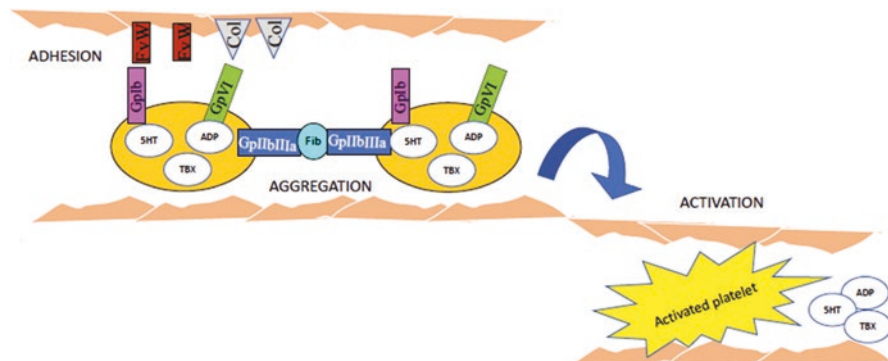 FvW
FvW
Col
Col
ADHESION
GpIb
GpVI
GpIb
GpVI
5HT
ADP
TBX
GpIIbIIIa
Fib
GpIIbIIIa
5HT
ADP
TBX
AGGREGATION
ACTIVATION
Activated platelet
5HT
ADP
TBX